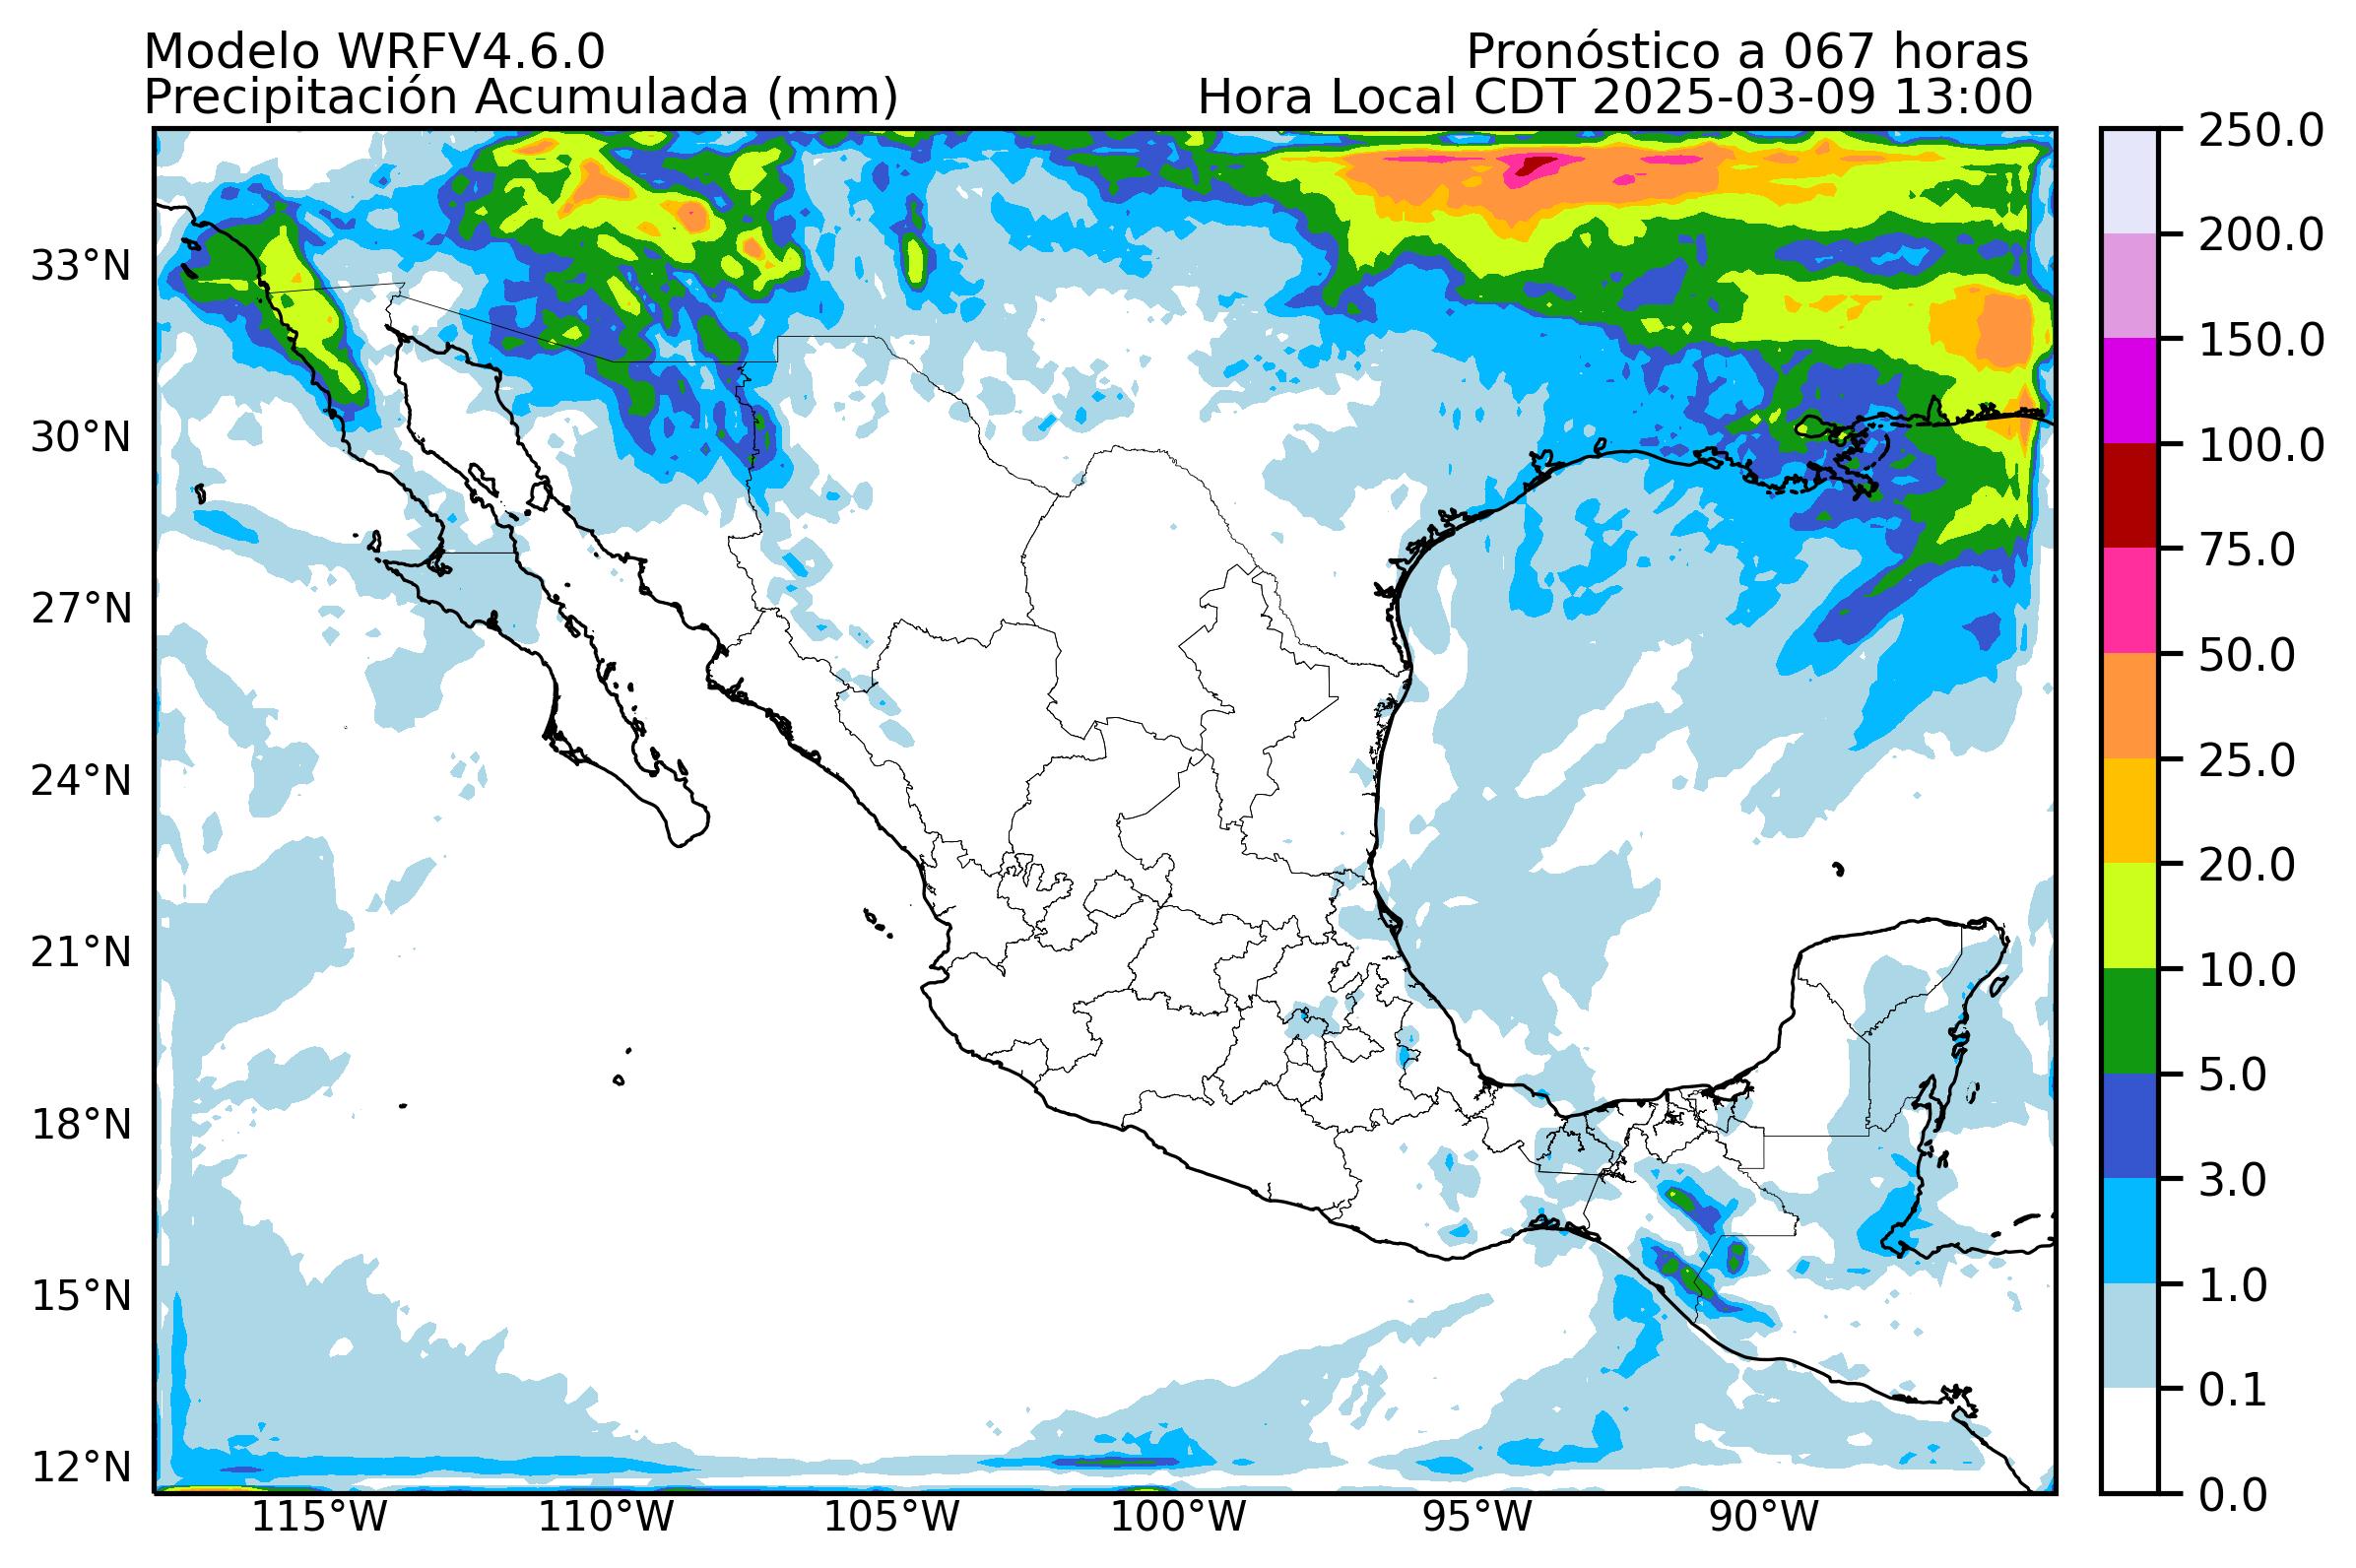 Modelo WRFV4.6.0
Pronóstico a 067 horas
Precipitación Acumulada (mm)
Hora Local CDT 2025-03-09 13:00
33°N
30°N
27°N
24°N
21°N
18°N
15°N
12°N
115°W
110°W
105°W
100°W
95°W
90°W
250.0
200.0
150.0
100.0
75.0
50.0
25.0
20.0
10.0
5.0
3.0
1.0
0.1
0.0